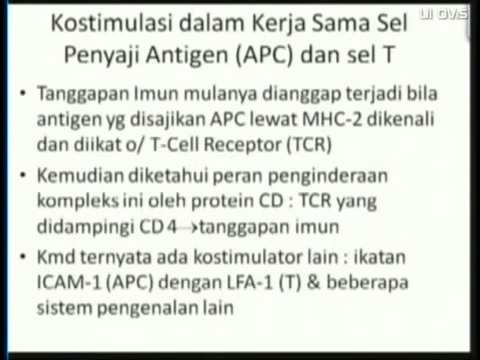 UI OVS
Kostimulasi dalam Kerja Sama Sel
Penyaji Antigen (APC) dan sel T
• Tanggapan Imun mulanya dianggap terjadi bila
antigen yg disajikan APC lewat MHC-2 dikenali
dan diikat o/ T-Cell Receptor (TCR)
• Kemudian diketahui peran penginderaan
kompleks ini oleh protein CD : TCR yang
didampingi CD 4 →tanggapan imun
• Kmd ternyata ada kostimulator lain : ikatan
ICAM-1 (APC) dengan LFA-1 (T) & beberapa
sistem pengenalan lain